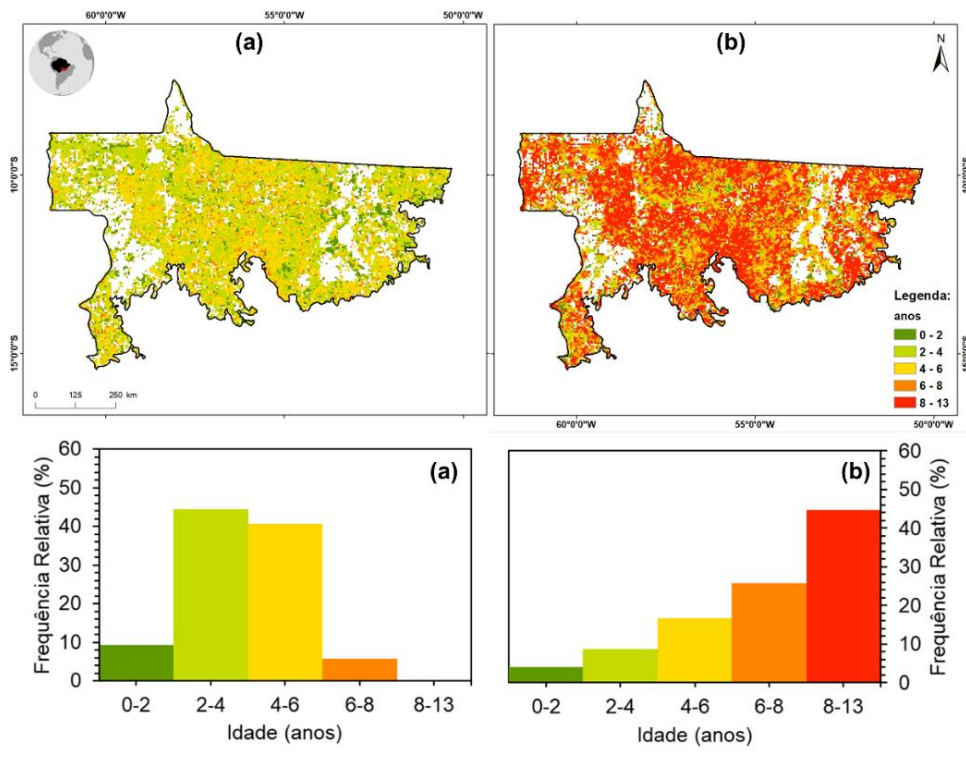 60°0'0"W 55°0'0"W 50°0'0"W
(a)
(b)
N
10°0'0"S
15°0'0"S
0 125 250 km
Legenda:
anos
0 - 2
2 - 4
4 - 6
6 - 8
8 - 13
60°0'0"W 55°0'0"W 50°0'0"W
Frequência Relativa (%)
60
50
40
30
20
10
0
(a)
0-2 2-4 4-6 6-8 8-13
Idade (anos)
(b)
60
50
40
30
20
10
0
Frequência Relativa (%)
0-2 2-4 4-6 6-8 8-13
Idade (anos)